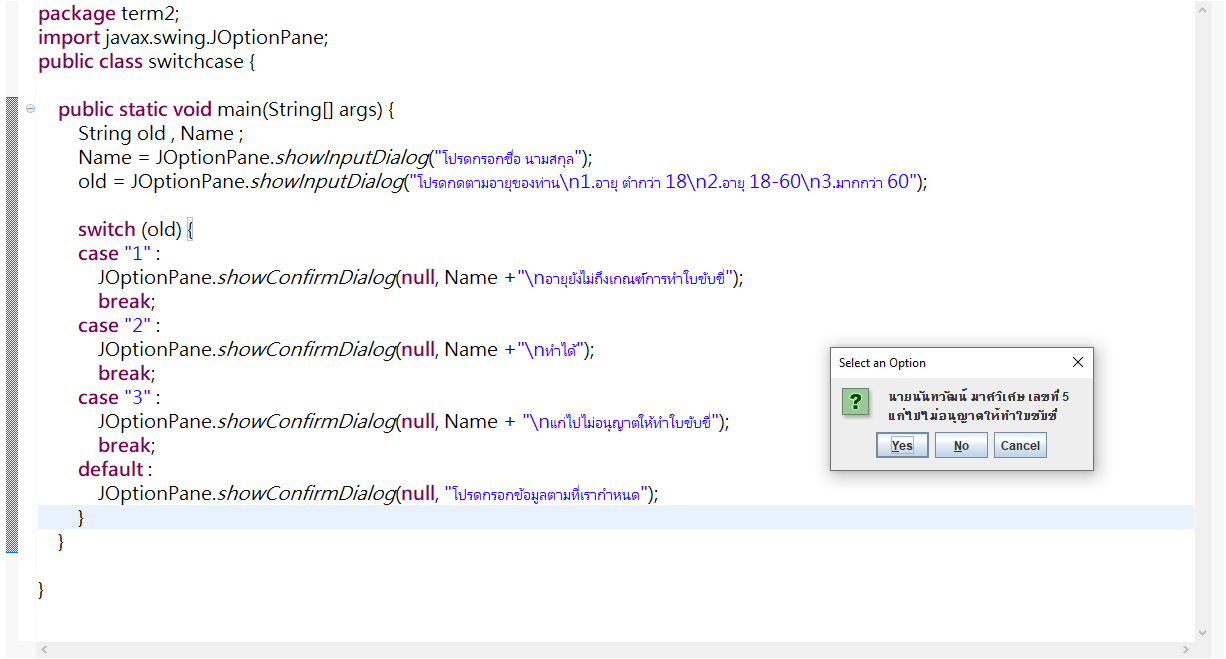 package term2;
import javax.swing.JOptionPane;
public class switchcase {
public static void main(String[] args) {
String old , Name ;
Name = JOptionPane.showInputDialog("โปรดกรอกชื่อ นามสกุล");
old = JOptionPane.showInputDialog("โปรดกดตามอายุของท่าน\n1.อายุ ต่ำกว่า 18\n2.อายุ 18-60\n3.มากกว่า 60");
switch (old) {
case "1" :
JOptionPane.showConfirmDialog(null, Name +"\nอายุยังไม่ถึงเกณฑ์การทำใบขับขี่");
break;
case "2" :
JOptionPane.showConfirmDialog(null, Name +"\nทำได้");
break;
case "3" :
JOptionPane.showConfirmDialog(null, Name + "\nแก่ไปไม่อนุญาตให้ทำใบขับขี่");
break;
default :
JOptionPane.showConfirmDialog(null, "โปรดกรอกข้อมูลตามที่เรากำหนด");
}
}
}
Select an Option
นายนันทวัฒน์ มาศวิเศษ เลขที่ 5
แก่ไปไม่อนุญาตให้ทำใบขับขี่
Yes No Cancel